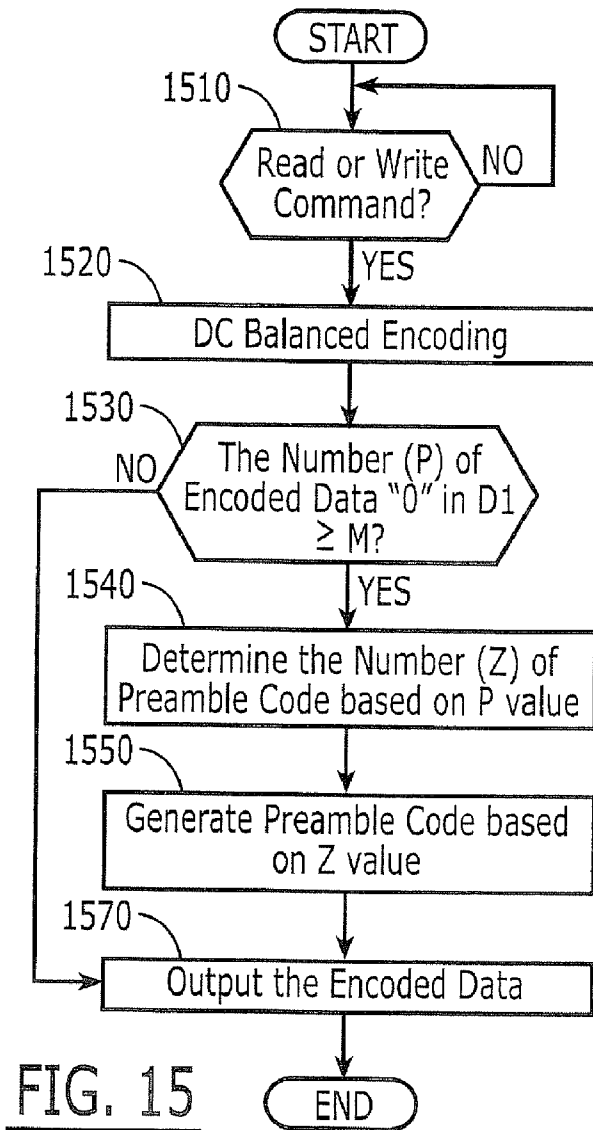 START
1510
Read or Write
Command?
NO
YES
1520
DC Balanced Encoding
1530
NO
The Number (P) of
Encoded Data "0" in D1
≥ M?
YES
1540
Determine the Number (Z) of
Preamble Code based on P value
1550
Generate Preamble Code based
on Z value
1570
Output the Encoded Data
END
FIG. 15